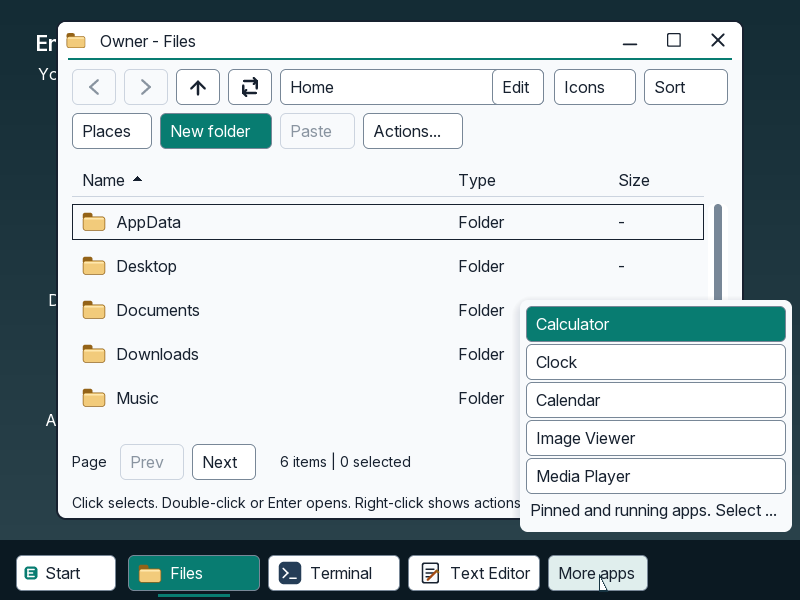 En
Owner - Files
Yo
Home
Edit
Icons
Sort
Places
New folder
Paste
Actions...
Name
Type
Size
AppData
Folder
-
Desktop
Folder
-
D
Documents
Folder
Downloads
Folder
Music
Folder
A
Calculator
Clock
Calendar
Image Viewer
Media Player
Pinned and running apps. Select ...
Page
Prev
Next
6 items | 0 selected
Click selects. Double-click or Enter opens. Right-click shows actions
Start
Files
Terminal
Text Editor
More apps